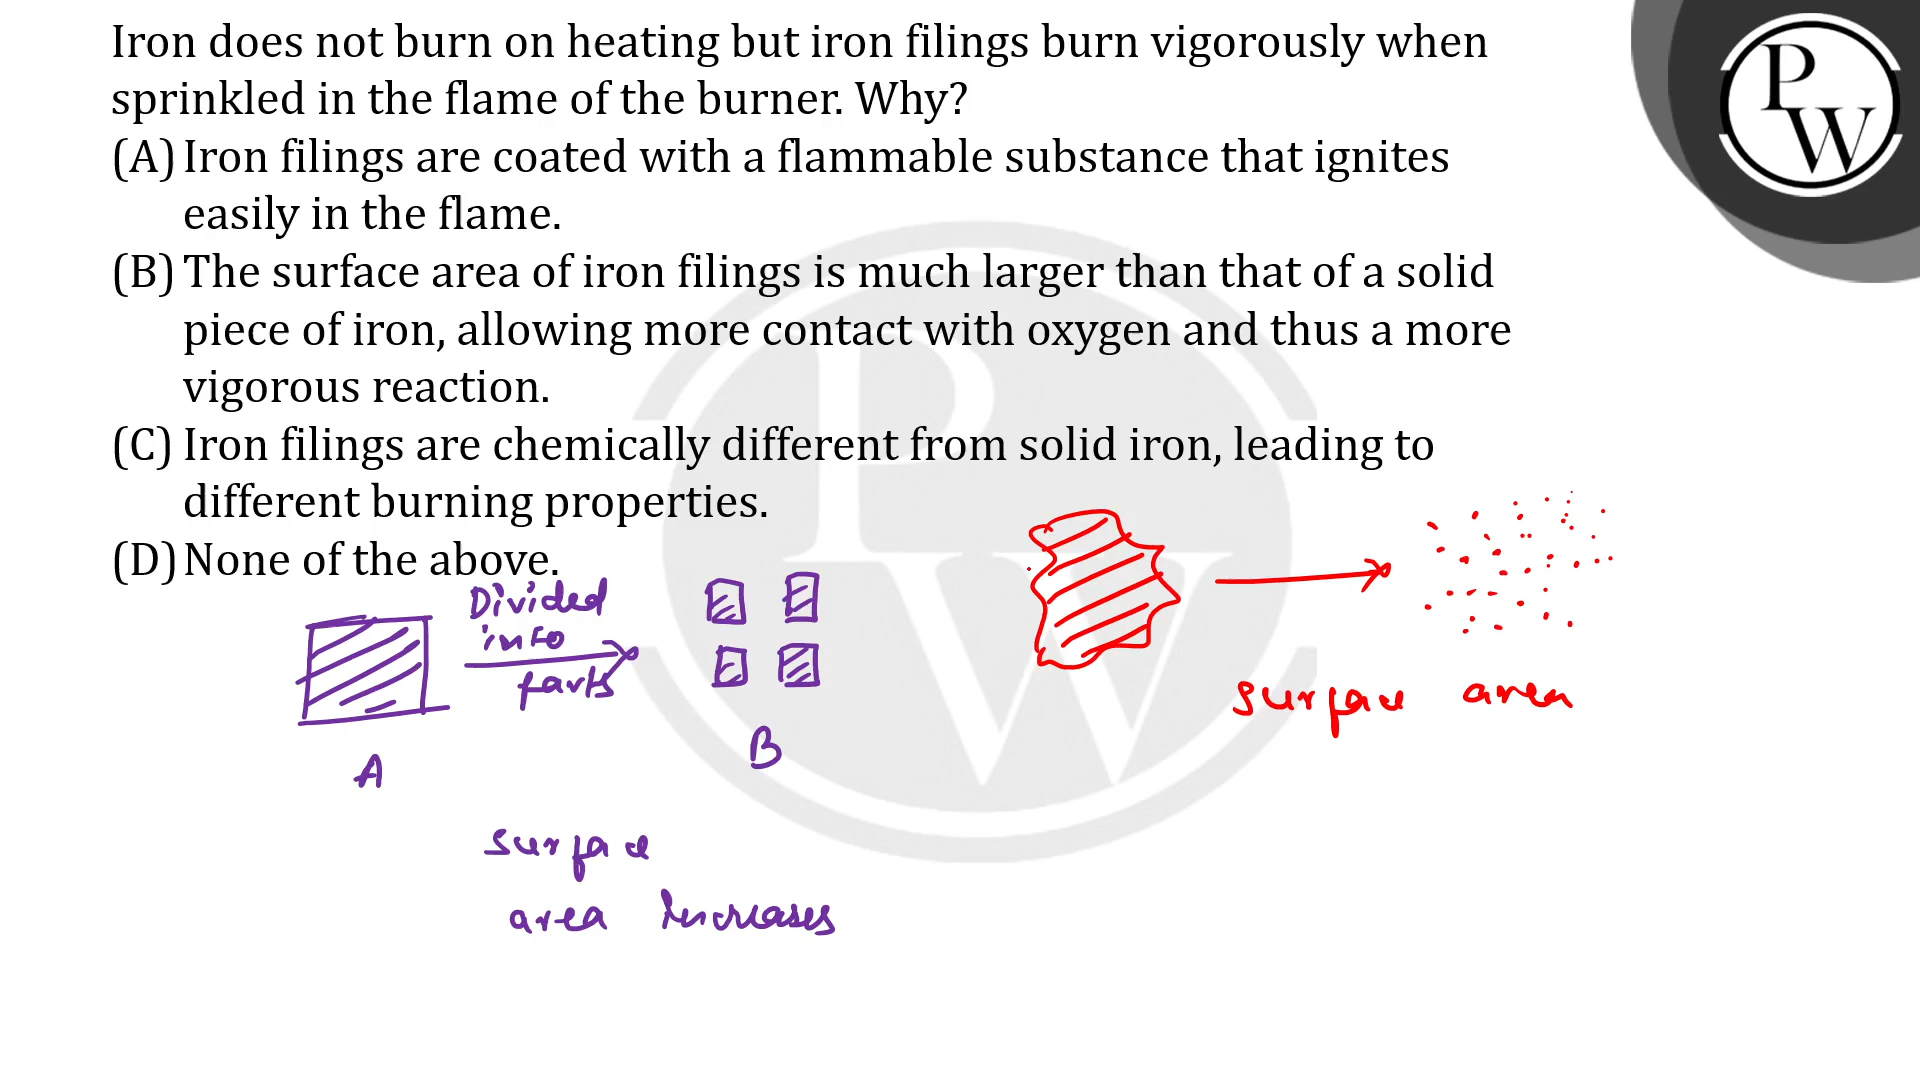 Iron does not burn on heating but iron filings burn vigorously when
sprinkled in the flame of the burner. Why?
(A) Iron filings are coated with a flammable substance that ignites
easily in the flame.
(B) The surface area of iron filings is much larger than that of a solid
piece of iron, allowing more contact with oxygen and thus a more
vigorous reaction.
(C) Iron filings are chemically different from solid iron, leading to
different burning properties.
(D) None of the above.
Divided
into
parts
A
B
surface
area increases
surface area
P
W
P
W